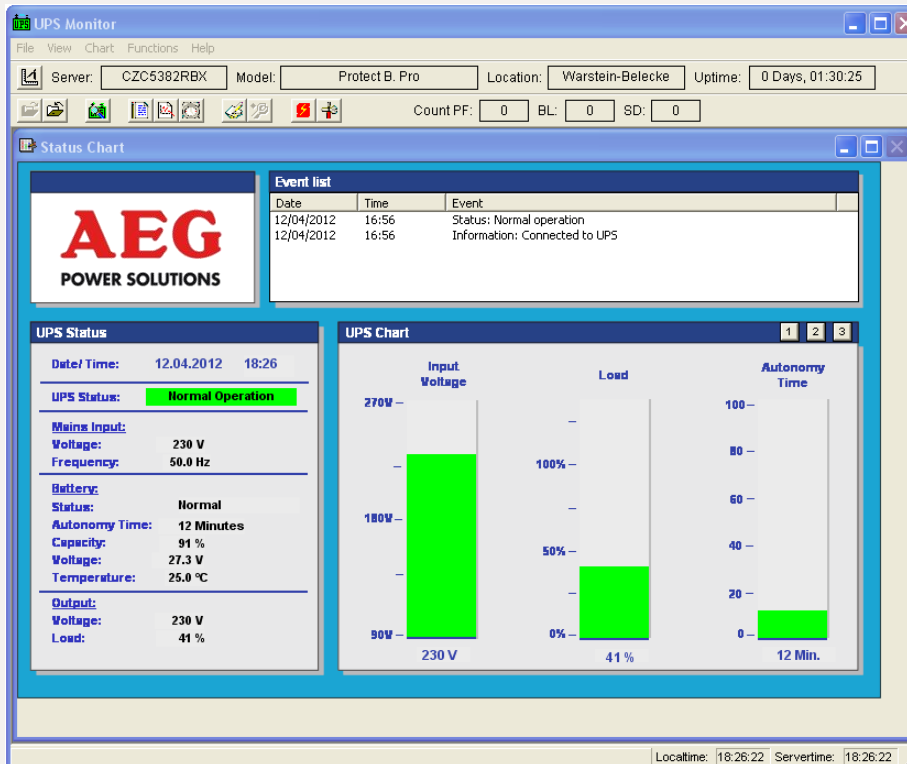 UPS Monitor
File View Chart Functions Help
Server: CZC5382RBX Model: Protect B. Pro Location: Warstein-Belecke Uptime: 0 Days, 01:30:25
Count PF: 0 BL: 0 SD: 0
Status Chart
AEG
POWER SOLUTIONS
Event list
Date Time Event
12/04/2012 16:56 Status: Normal operation
12/04/2012 16:56 Information: Connected to UPS
UPS Status
Date/ Time: 12.04.2012 18:26
UPS Status: Normal Operation
Mains Input:
Voltage: 230 V
Frequency: 50.0 Hz
Battery:
Status: Normal
Autonomy Time: 12 Minutes
Capacity: 91 %
Voltage: 27.3 V
Temperature: 25.0 °C
Output:
Voltage: 230 V
Load: 41 %
UPS Chart 1 2 3
Input
Voltage
270V
180V
90V
230 V
Load
100%
50%
0%
41 %
Autonomy
Time
100
80
60
40
20
0
12 Min.
Localtime: 18:26:22 Servertime: 18:26:22